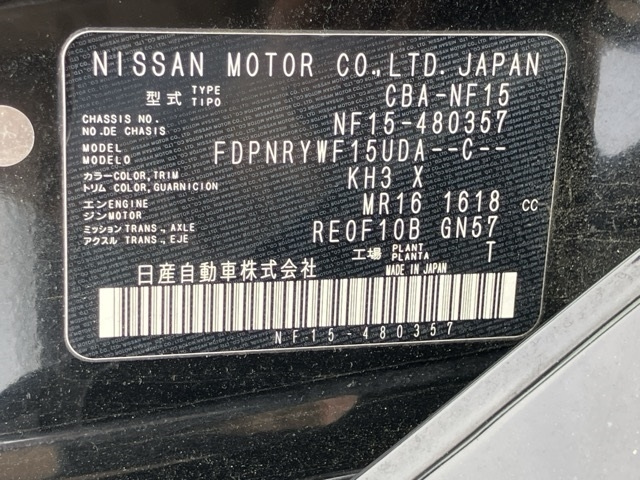 NISSAN MOTOR CO.,LTD. JAPAN
型式 TYPE TIPO CBA-NF15
CHASSIS NO. NO.DE CHASSIS NF15-480357
MODEL MODELO FDPNRYWF15UDA--C--
カラー COLOR,TRIM トリム COLOR,GUARNICION KH3 X
エンジン ENGINE MOTOR MR16 1618 cc
ミッション TRANS.,AXLE アクスル TRANS.,EJE RE0F10B GN57
工場 PLANT PLANTA T
日産自動車株式会社 MADE IN JAPAN
NF15-480357